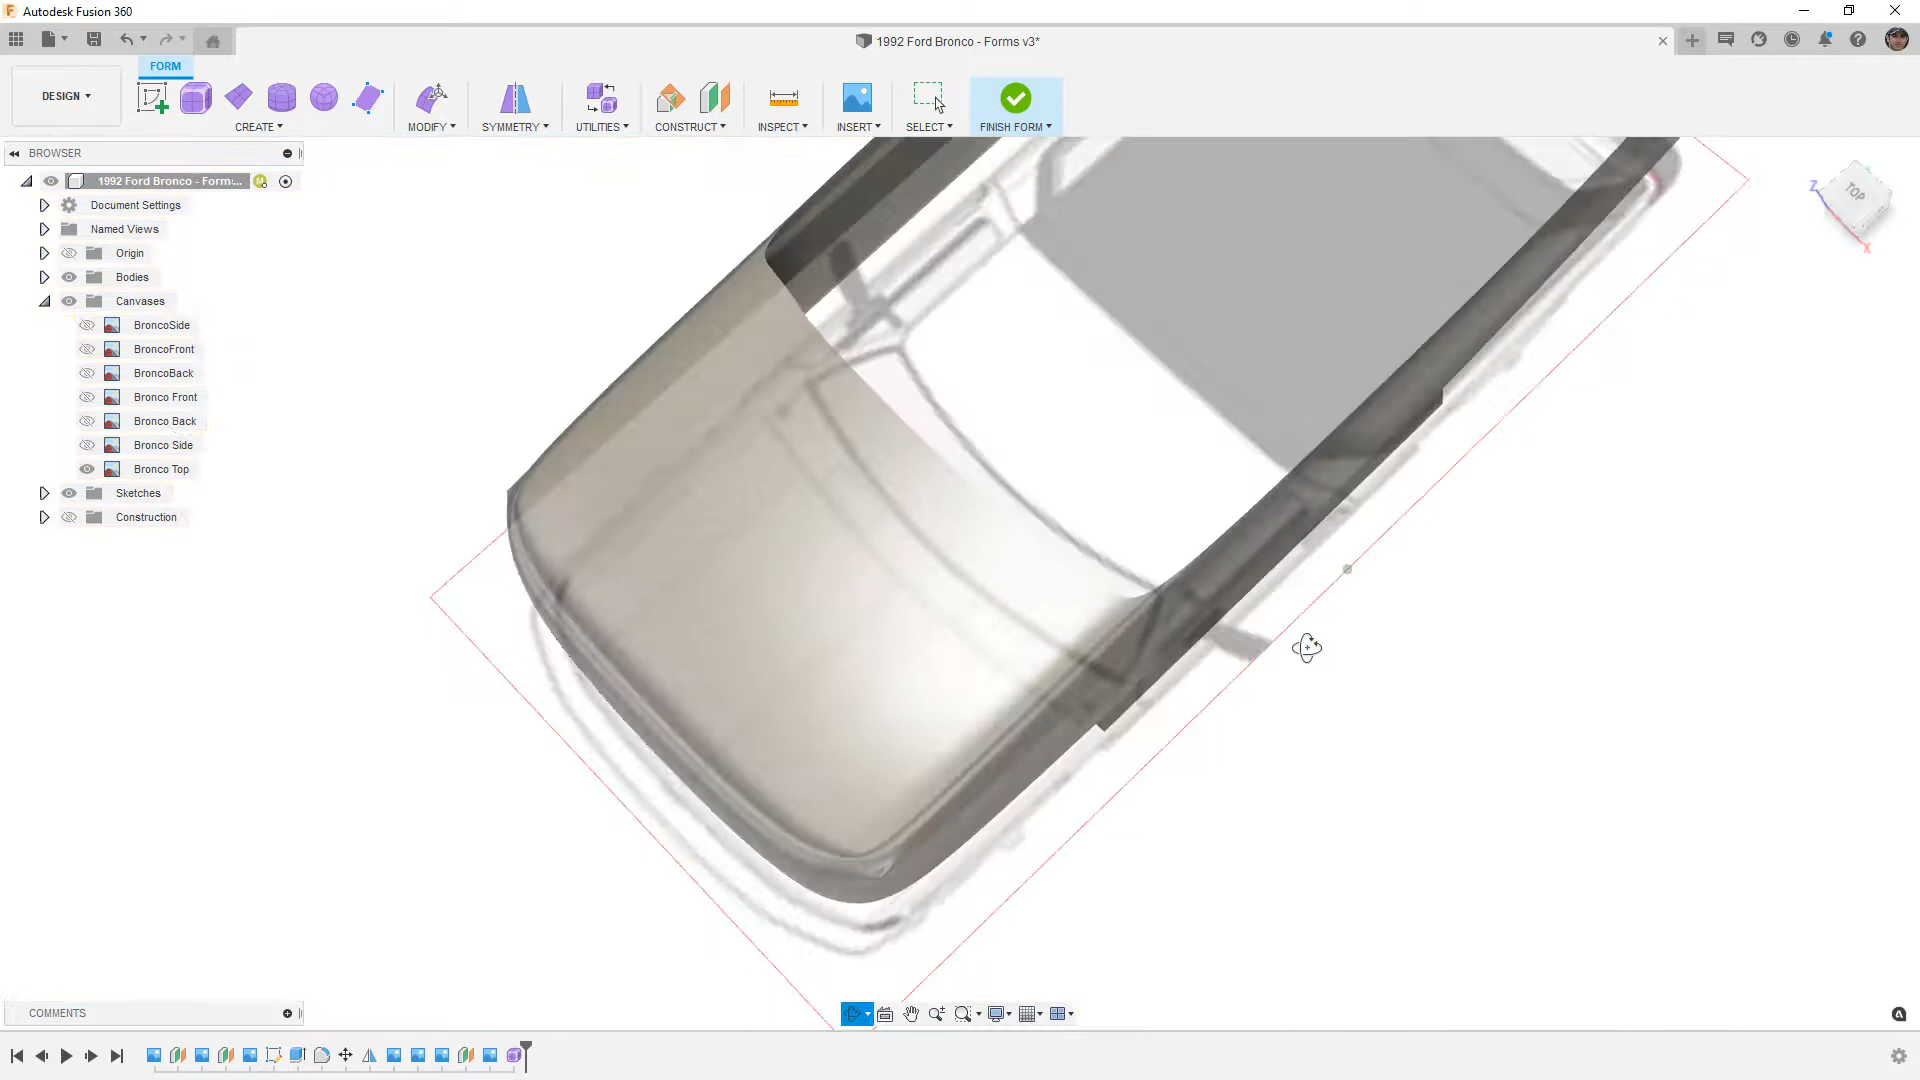 Autodesk Fusion 360
1992 Ford Bronco - Forms v3*
FORM
DESIGN
CREATE
MODIFY
SYMMETRY
UTILITIES
CONSTRUCT
INSPECT
INSERT
SELECT
FINISH FORM
BROWSER
1992 Ford Bronco - Form:...
M
Document Settings
Named Views
Origin
Bodies
Canvases
BroncoSide
BroncoFront
BroncoBack
Bronco Front
Bronco Back
Bronco Side
Bronco Top
Sketches
Construction
TOP
Z
X
COMMENTS